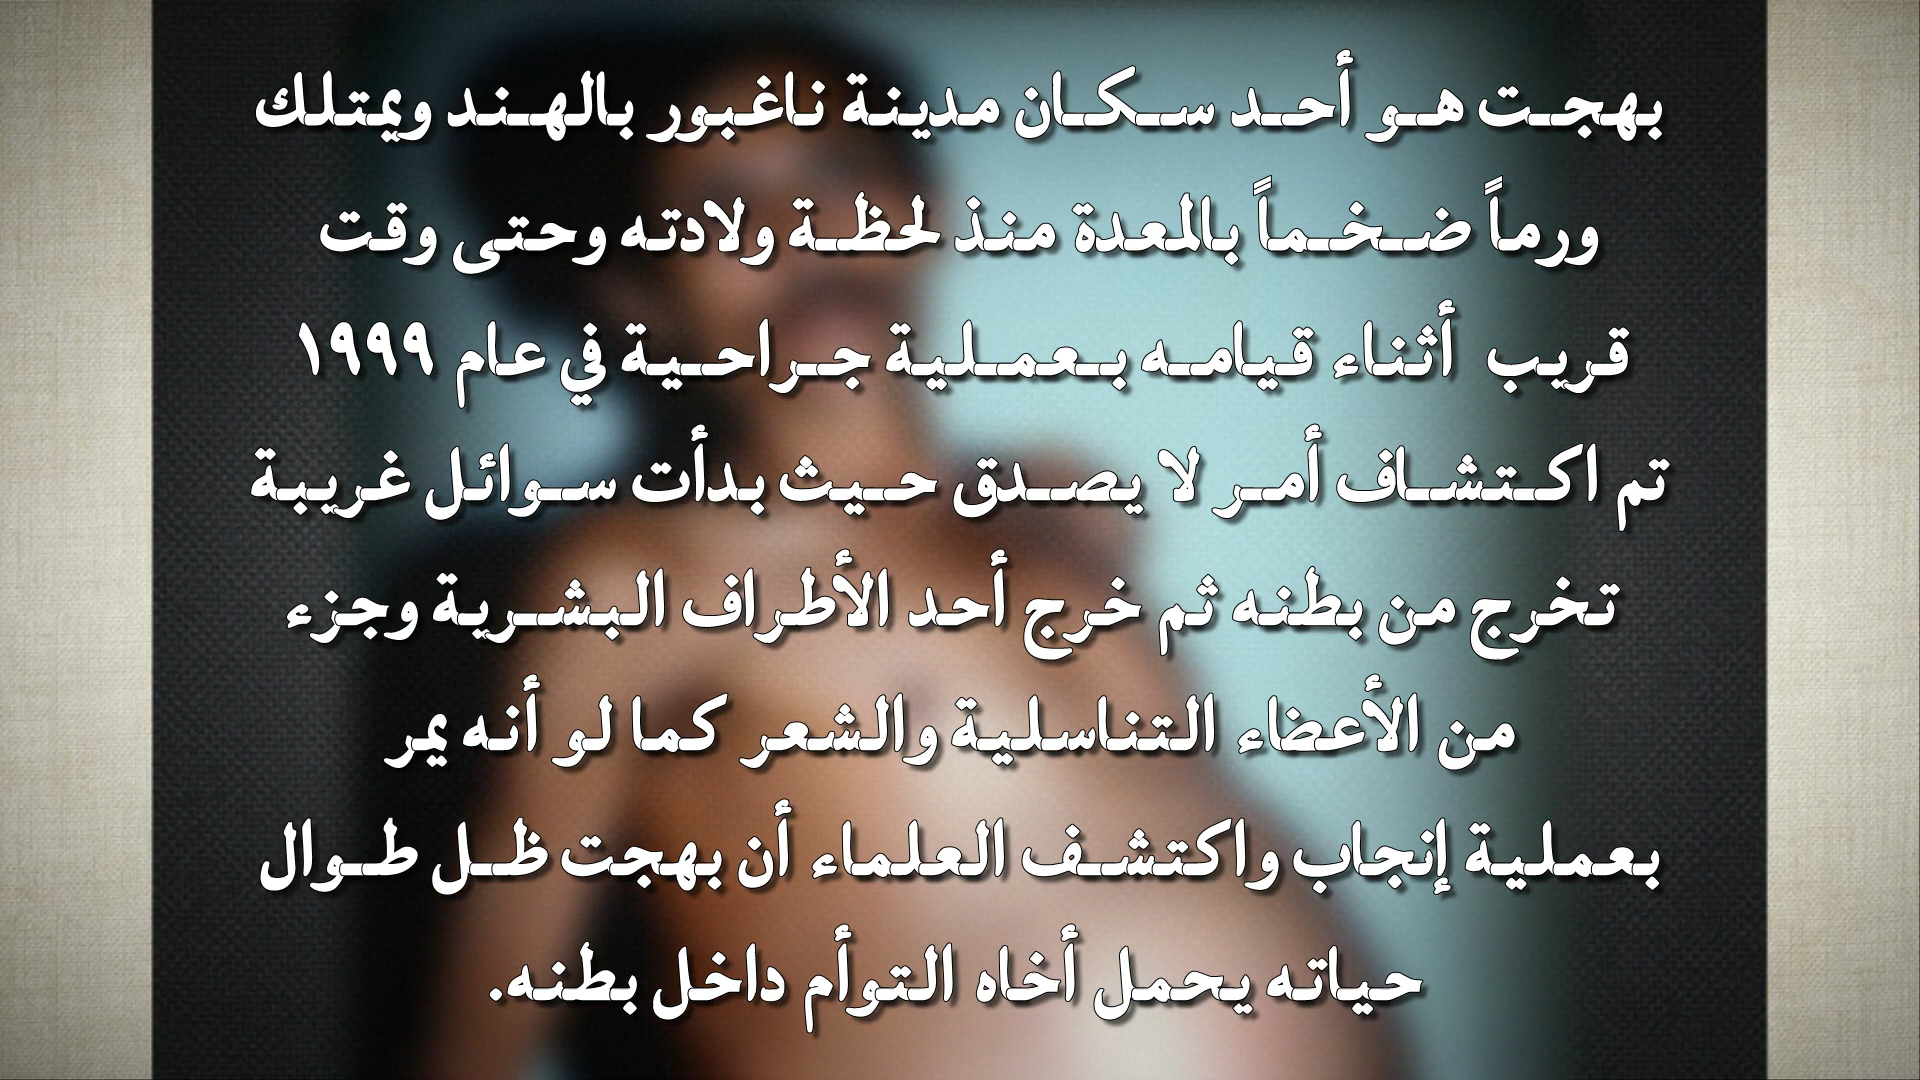 بهجت هو أحد سكان مدينة ناغبور بالهند ويمتلك
ورماً ضخماً بالمعدة منذ لحظة ولادته وحتى وقت
قريب أثناء قيامه بعملية جراحية في عام ١٩٩٩
تم اكتشاف أمر لا يصدق حيث بدأت سوائل غريبة
تخرج من بطنه ثم خرج أحد الأطراف البشرية وجزء
من الأعضاء التناسلية والشعر كما لو أنه يمر
بعملية إنجاب واكتشف العلماء أن بهجت ظل طوال
حياته يحمل أخاه التوأم داخل بطنه.